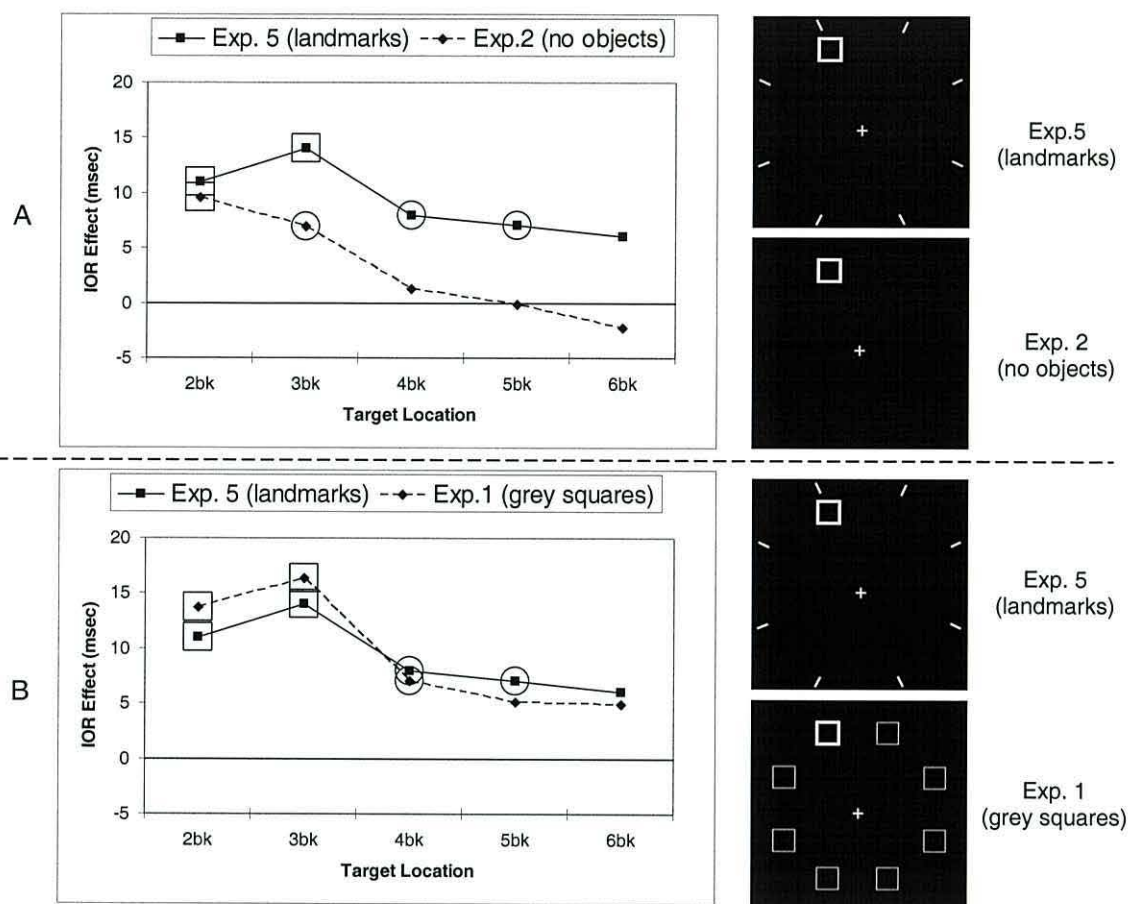 A
Exp. 5 (landmarks) Exp.2 (no objects)
20
15
10
5
0
-5
IOR Effect (msec)
2bk 3bk 4bk 5bk 6bk
Target Location
Exp.5
(landmarks)
Exp. 2
(no objects)
B
Exp. 5 (landmarks) Exp.1 (grey squares)
20
15
10
5
0
-5
IOR Effect (msec)
2bk 3bk 4bk 5bk 6bk
Target Location
Exp. 5
(landmarks)
Exp. 1
(grey squares)